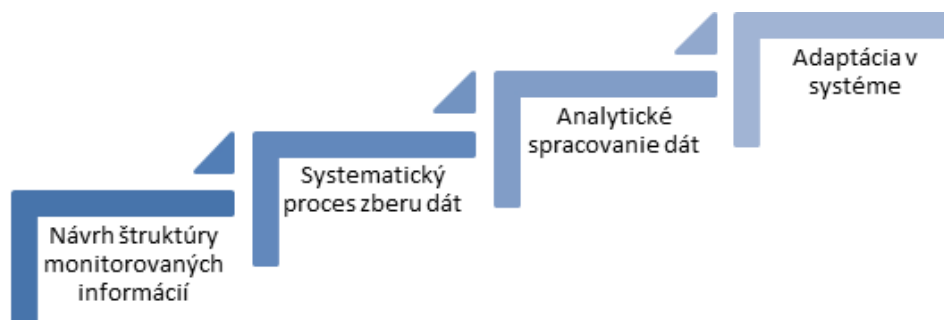 Návrh štruktúry
monitorovaných
informácií
Systematický
proces zberu dát
Analytické
spracovanie dát
Adaptácia v
systéme